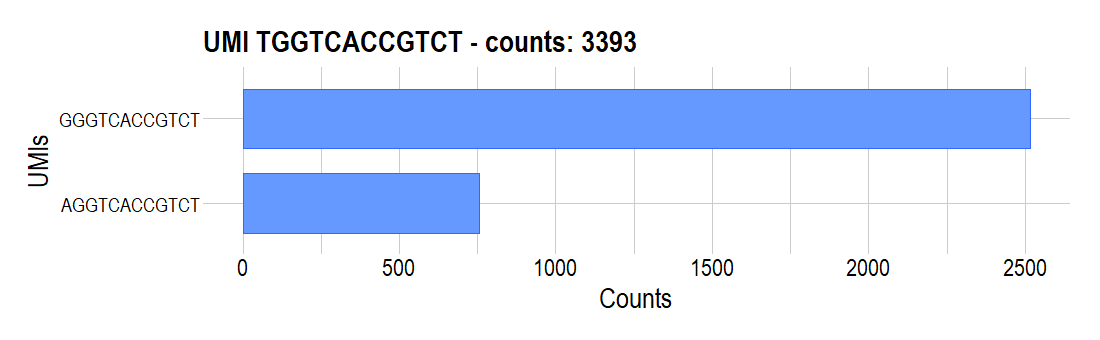 UMI TGGTCACCGTCT - counts: 3393
UMIs
GGGTCACCGTCT
AGGTCACCGTCT
0 500 1000 1500 2000 2500
Counts